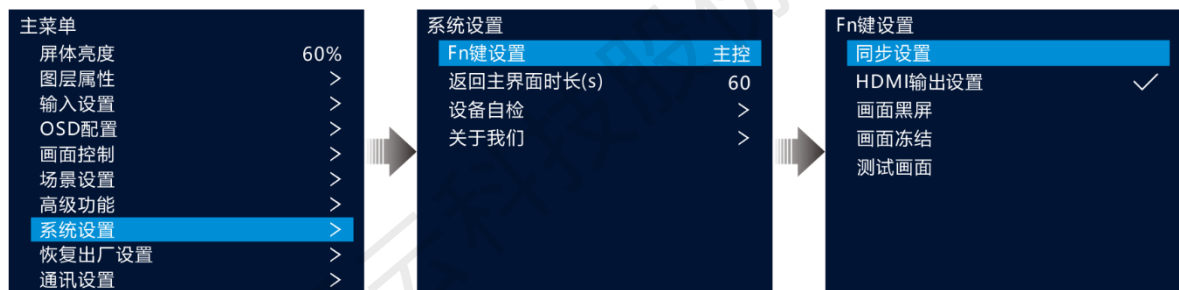 主菜单
屏体亮度 60%
图层属性 >
输入设置 >
OSD配置 >
画面控制 >
场景设置 >
高级功能 >
系统设置 >
恢复出厂设置 >
通讯设置 >
系统设置
Fn键设置 主控
返回主界面时长(s) 60
设备自检 >
关于我们 >
Fn键设置
同步设置
HDMI输出设置 ✓
画面黑屏
画面冻结
测试画面